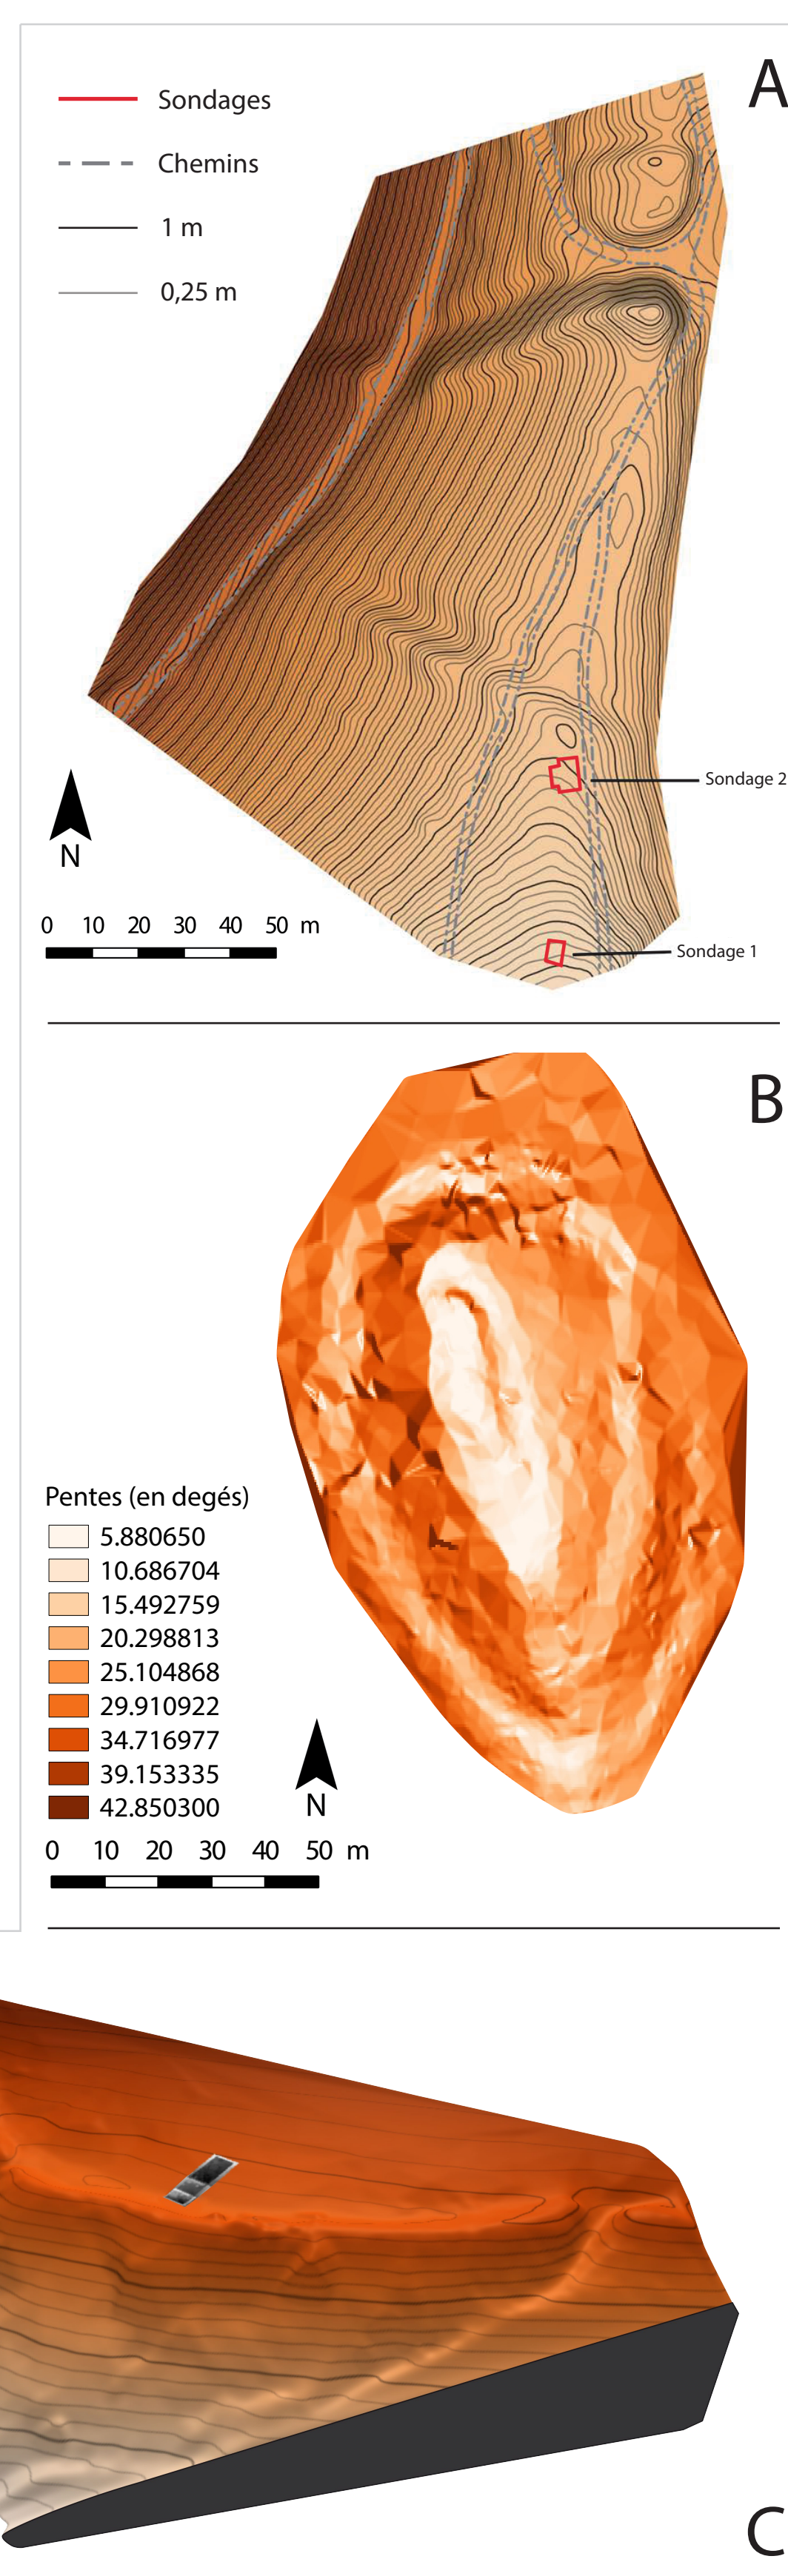 A
Sondages
Chemins
1 m
0,25 m
Sondage 2
N
0 10 20 30 40 50 m
Sondage 1
B
Pentes (en degés)
5.880650
10.686704
15.492759
20.298813
25.104868
29.910922
34.716977
39.153335
42.850300
N
0 10 20 30 40 50 m
C